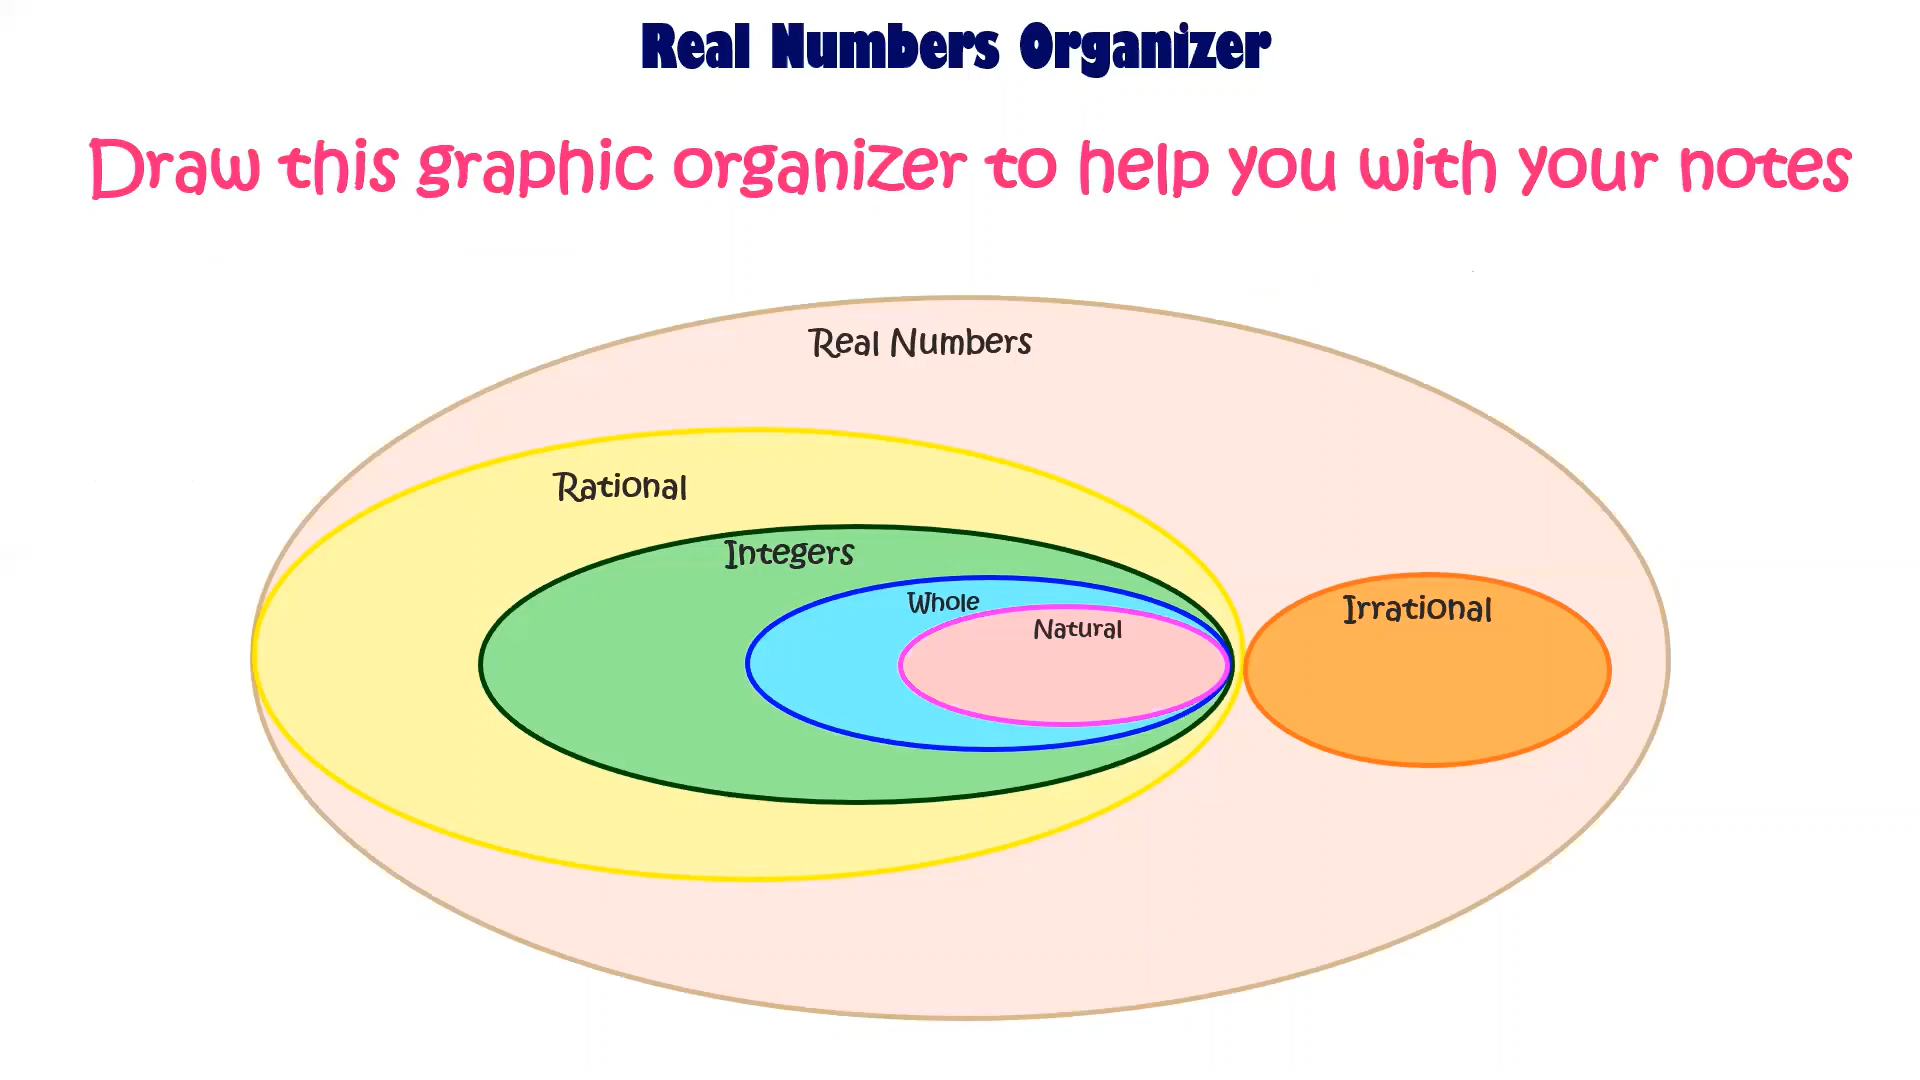 Real Numbers Organizer
Draw this graphic organizer to help you with your notes
Real Numbers
Rational
Integers
Whole
Natural
Irrational